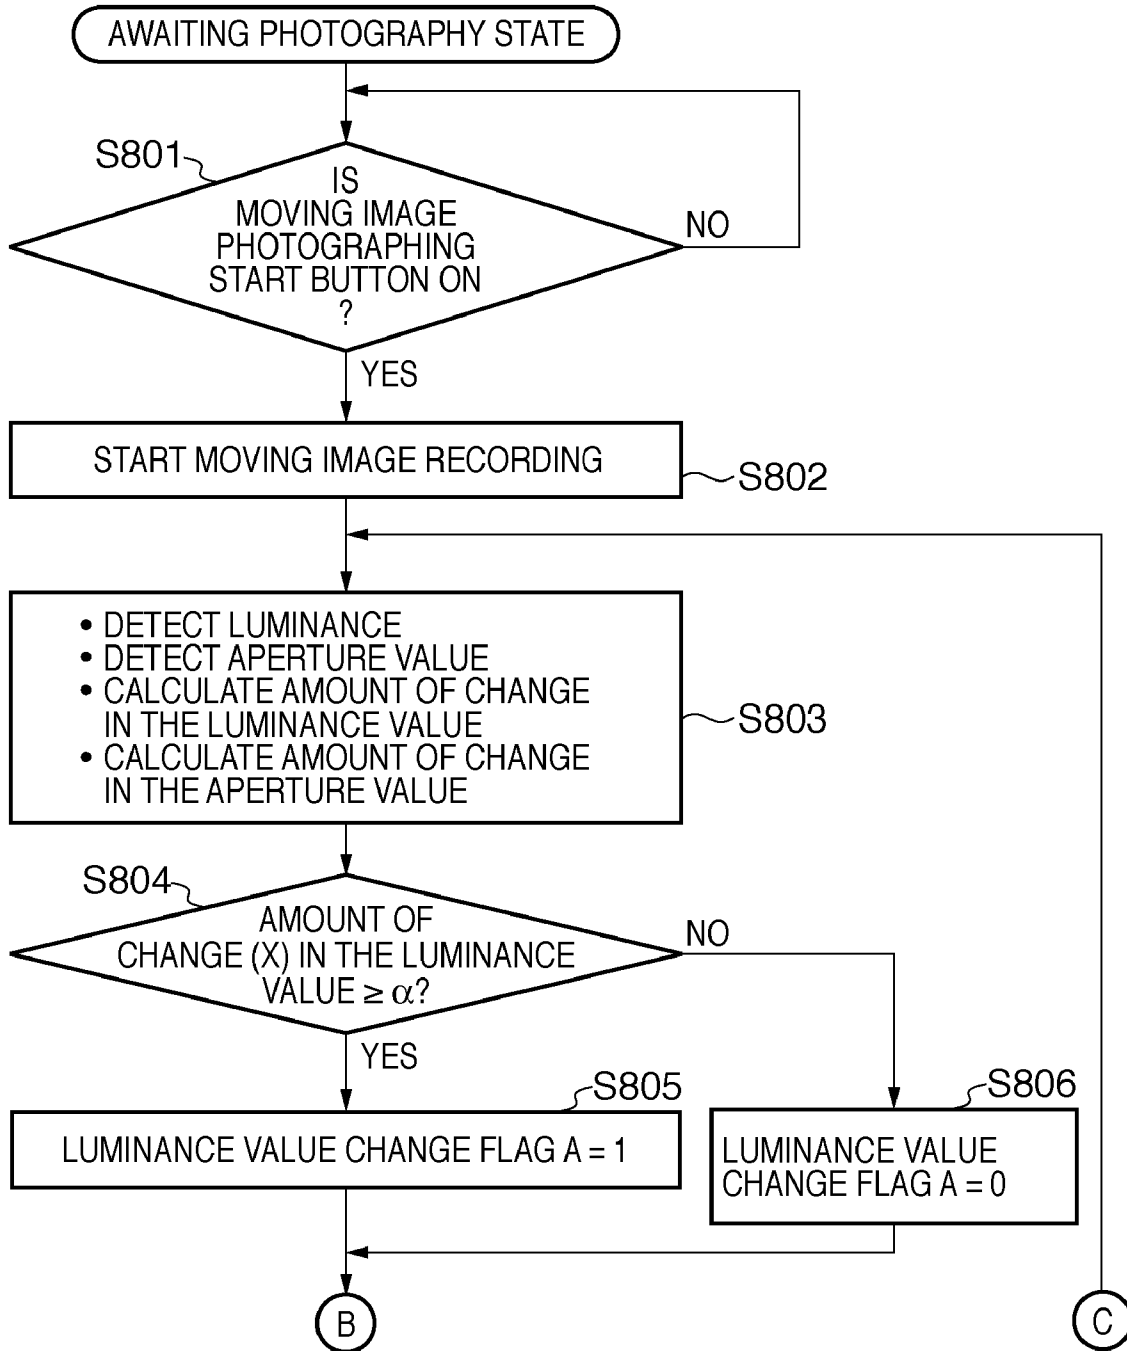 AWAITING PHOTOGRAPHY STATE
S801
IS
MOVING IMAGE
PHOTOGRAPHING
START BUTTON ON
?
NO
YES
START MOVING IMAGE RECORDING
S802
• DETECT LUMINANCE
• DETECT APERTURE VALUE
• CALCULATE AMOUNT OF CHANGE
IN THE LUMINANCE VALUE
• CALCULATE AMOUNT OF CHANGE
IN THE APERTURE VALUE
S803
S804
AMOUNT OF
CHANGE (X) IN THE LUMINANCE
VALUE ≥ α?
NO
YES
S805
LUMINANCE VALUE CHANGE FLAG A = 1
S806
LUMINANCE VALUE
CHANGE FLAG A = 0
B
C